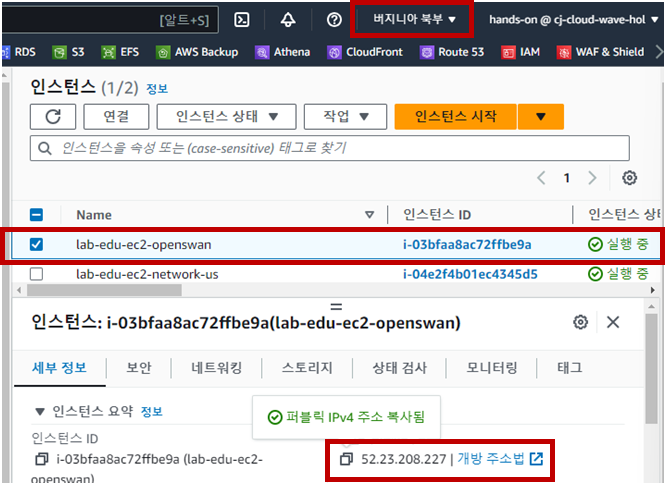 [알트+S] 버지니아 북부 ▼ hands-on @ cj-cloud-wave-hol ▼
RDS S3 EFS AWS Backup Athena CloudFront Route 53 IAM WAF & Shield
인스턴스 (1/2) 정보
연결 인스턴스 상태 ▼ 작업 ▼ 인스턴스 시작 ▼
인스턴스을 속성 또는 (case-sensitive) 태그로 찾기
1
Name 인스턴스 ID 인스턴스 상태
lab-edu-ec2-openswan i-03bfaa8ac72ffbe9a 실행 중
lab-edu-ec2-network-us i-04e2f4b01ec4345d5 실행 중
인스턴스: i-03bfaa8ac72ffbe9a(lab-edu-ec2-openswan)
세부 정보 보안 네트워킹 스토리지 상태 검사 모니터링 태그
▼ 인스턴스 요약 정보
퍼블릭 IPv4 주소 복사됨
인스턴스 ID
i-03bfaa8ac72ffbe9a (lab-edu-ec2-openswan) 52.23.208.227 | 개방 주소법